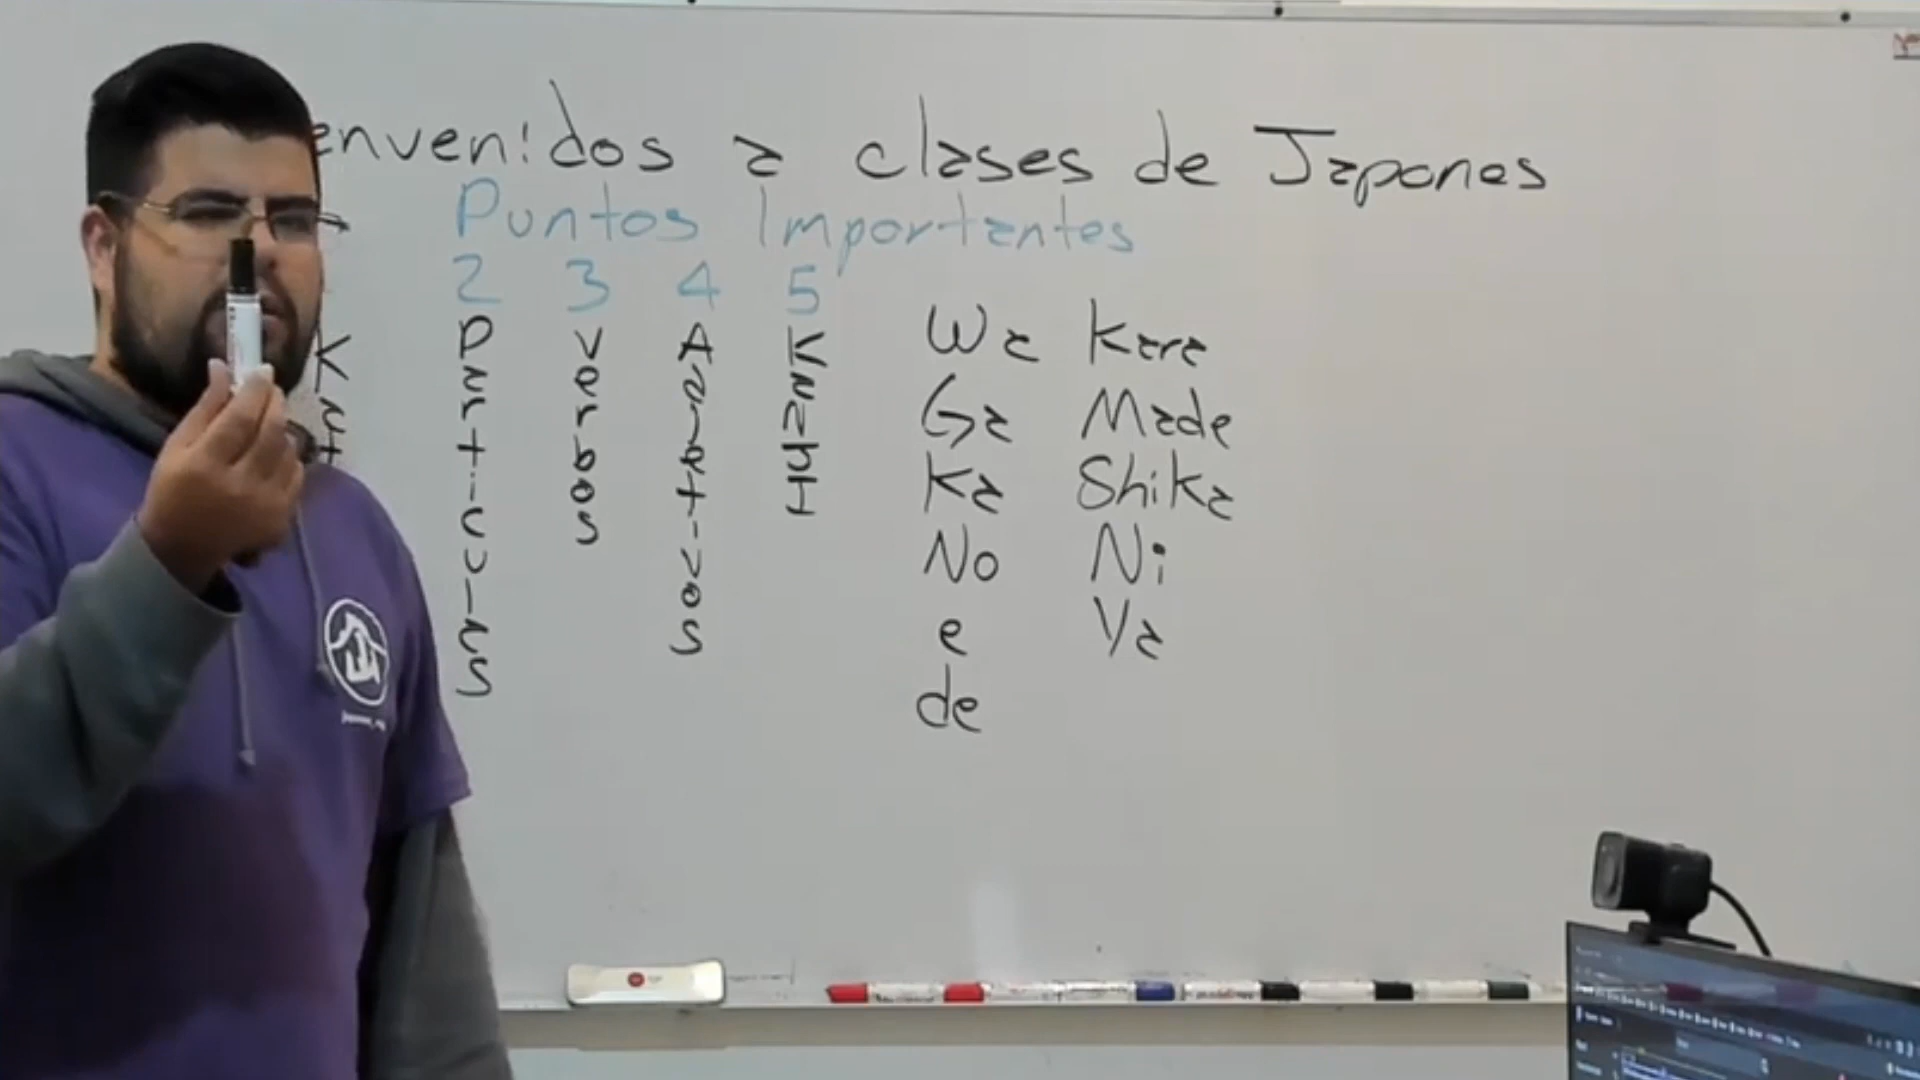 envenidos a clases de Japones
Puntos Importantes
2 3 4 5
Particulas
Verbos
Adjetivos
Wa Kara
Ga Made
Ka Shika
No Ni
e Ya
de